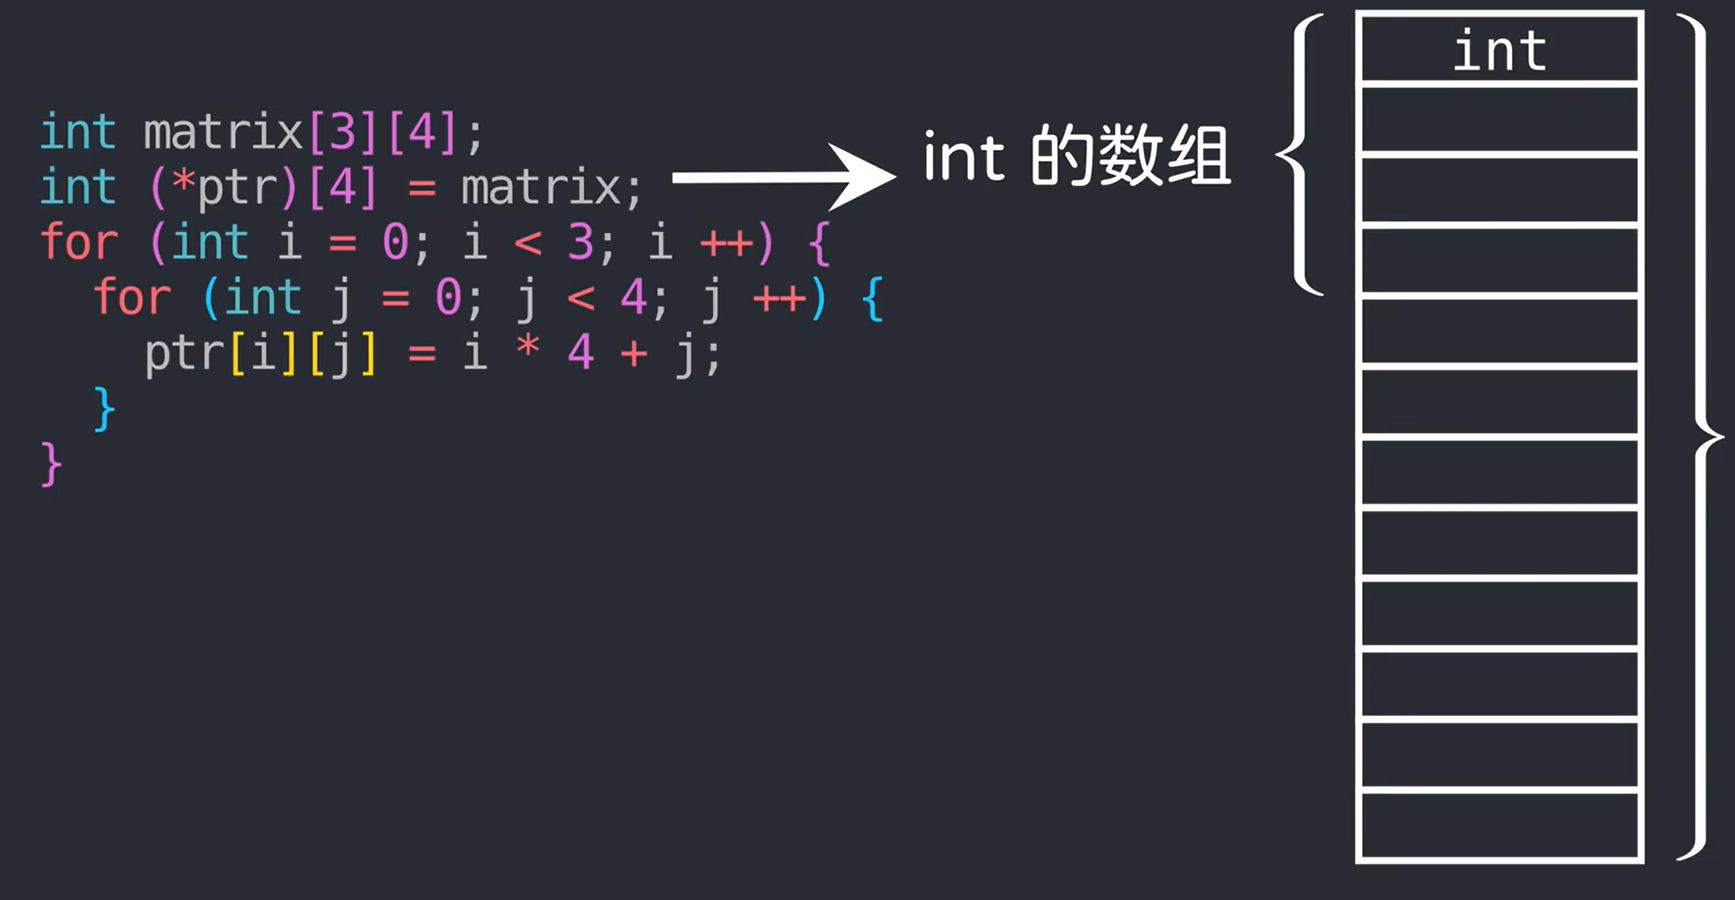 int matrix[3][4];
int (*ptr)[4] = matrix;
for (int i = 0; i < 3; i ++) {
  for (int j = 0; j < 4; j ++) {
    ptr[i][j] = i * 4 + j;
  }
}
int 的数组
int